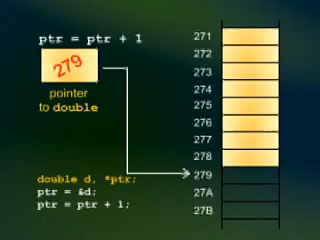 ptr = ptr + 1
279
pointer
to double
double d, *ptr;
ptr = &d;
ptr = ptr + 1;
271
272
273
274
275
276
277
278
279
27A
27B